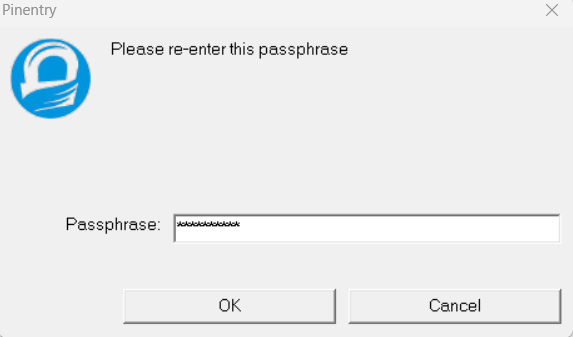 Pinentry
Please re-enter this passphrase
Passphrase: **********
OK
Cancel